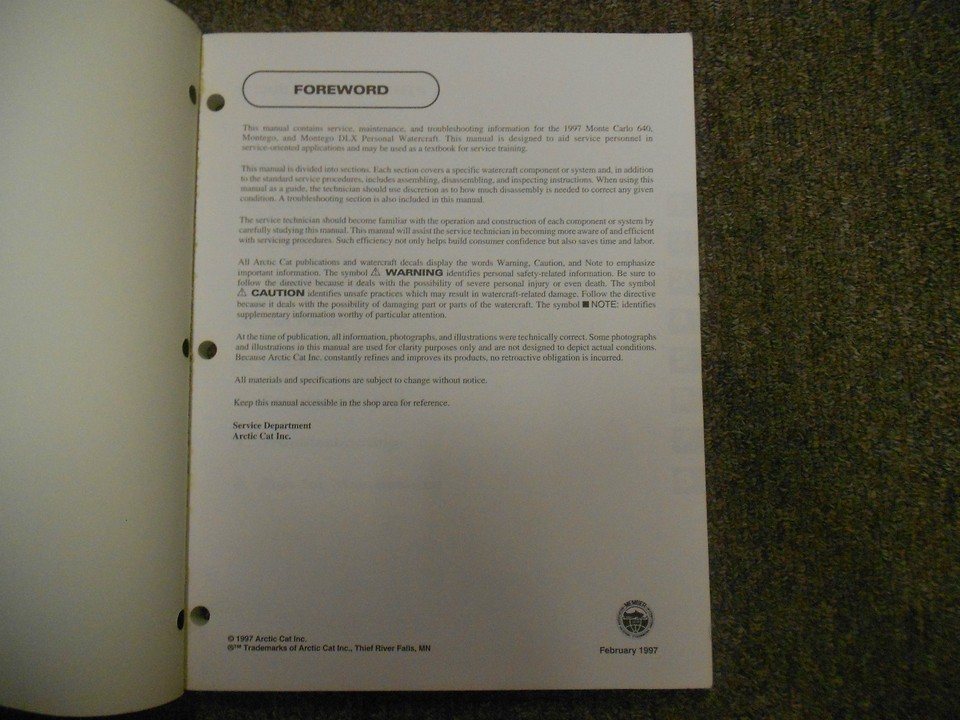 FOREWORD
This manual contains service, maintenance, and troubleshooting information for the 1997 Monte Carlo 640,
Montego, and Montego DLX Personal Watercraft. This manual is designed to aid service personnel in
service-oriented applications and may be used as a textbook for service training.
This manual is divided into sections. Each section covers a specific watercraft component or system and, in addition
to the standard service procedures, includes assembling, disassembling, and inspecting instructions. When using this
manual as a guide, the technician should use discretion as to how much disassembly is needed to correct any given
condition. A troubleshooting section is also included in this manual.
The service technician should become familiar with the operation and construction of each component or system by
carefully studying this manual. This manual will assist the service technician in becoming more aware of and efficient
with servicing procedures. Such efficiency not only helps build consumer confidence but also saves time and labor.
All Arctic Cat publications and watercraft decals display the words Warning, Caution, and Note to emphasize
important information. The symbol ⚠ WARNING identifies personal safety-related information. Be sure to
follow the directive because it deals with the possibility of severe personal injury or even death. The symbol
⚠ CAUTION identifies unsafe practices which may result in watercraft-related damage. Follow the directive
because it deals with the possibility of damaging part or parts of the watercraft. The symbol ■ NOTE: identifies
supplementary information worthy of particular attention.
At the time of publication, all information, photographs, and illustrations were technically correct. Some photographs
and illustrations in this manual are used for clarity purposes only and are not designed to depict actual conditions.
Because Arctic Cat Inc. constantly refines and improves its products, no retroactive obligation is incurred.
All materials and specifications are subject to change without notice.
Keep this manual accessible in the shop area for reference.
Service Department
Arctic Cat Inc.
MEMBER
© 1997 Arctic Cat Inc.
®™ Trademarks of Arctic Cat Inc., Thief River Falls, MN
February 1997